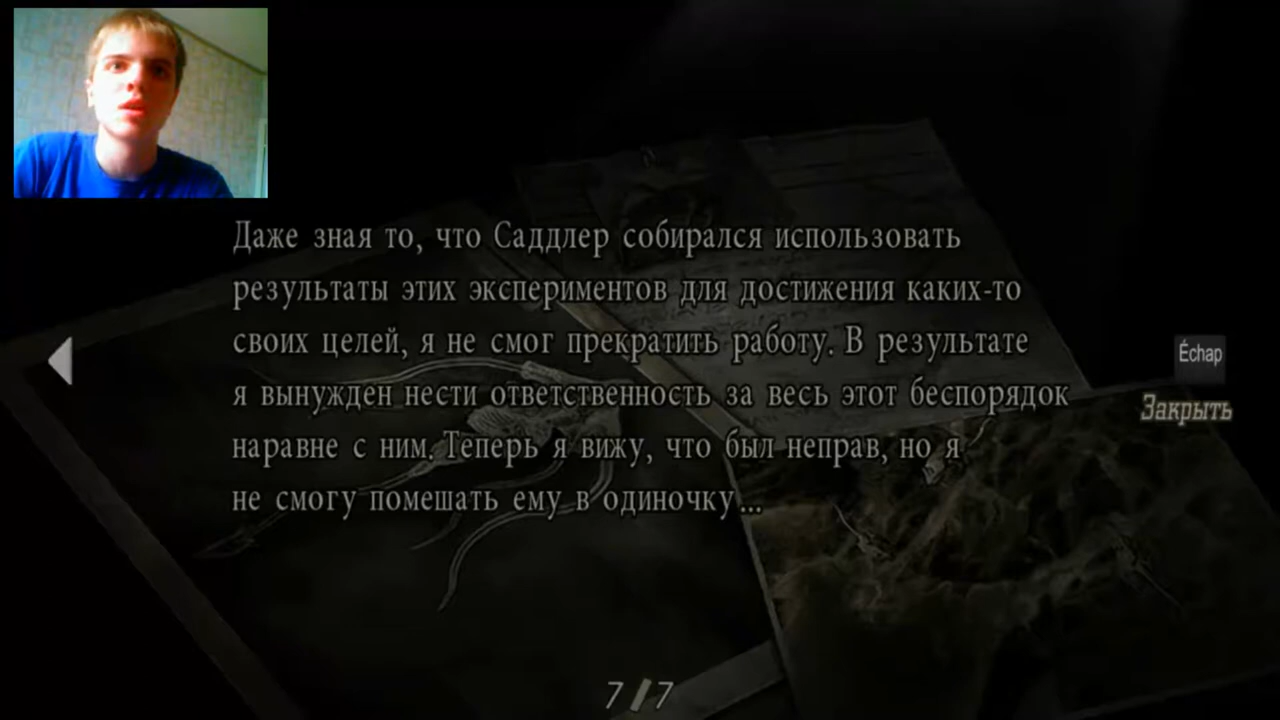 Даже зная то, что Саддлер собирался использовать
результаты этих экспериментов для достижения каких-то
своих целей, я не смог прекратить работу. В результате
я вынужден нести ответственность за весь этот беспорядок
наравне с ним. Теперь я вижу, что был неправ, но я
не смогу помешать ему в одиночку...
Échap
Закрыть
7/7